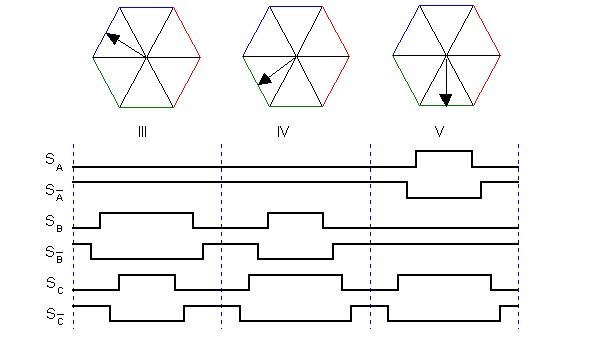 III IV V
S_A
S_A̅
S_B
S_B̅
S_C
S_C̅